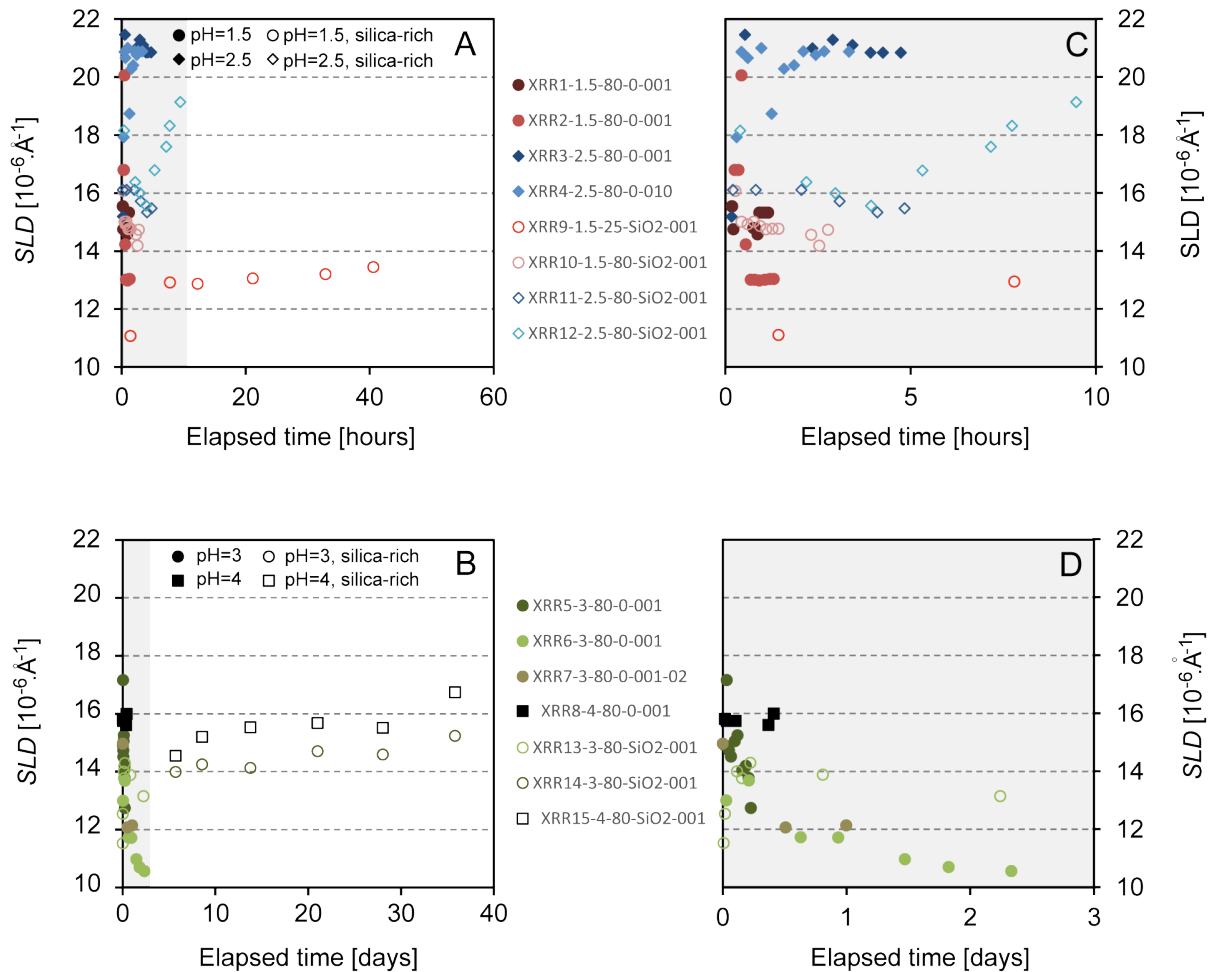 22
20
18
16
14
12
10
SLD [10⁻⁶.Å⁻¹]
pH=1.5 pH=1.5, silica-rich
pH=2.5 pH=2.5, silica-rich
A
0 20 40 60
Elapsed time [hours]
XRR1-1.5-80-0-001
XRR2-1.5-80-0-001
XRR3-2.5-80-0-001
XRR4-2.5-80-0-010
XRR9-1.5-25-SiO2-001
XRR10-1.5-80-SiO2-001
XRR11-2.5-80-SiO2-001
XRR12-2.5-80-SiO2-001
C
22
20
18
16
14
12
10
SLD [10⁻⁶.Å⁻¹]
0 5 10
Elapsed time [hours]
22
20
18
16
14
12
10
SLD [10⁻⁶.Å⁻¹]
pH=3 pH=3, silica-rich
pH=4 pH=4, silica-rich
B
0 10 20 30 40
Elapsed time [days]
XRR5-3-80-0-001
XRR6-3-80-0-001
XRR7-3-80-0-001-02
XRR8-4-80-0-001
XRR13-3-80-SiO2-001
XRR14-3-80-SiO2-001
XRR15-4-80-SiO2-001
D
22
20
18
16
14
12
10
SLD [10⁻⁶.Å⁻¹]
0 1 2 3
Elapsed time [days]